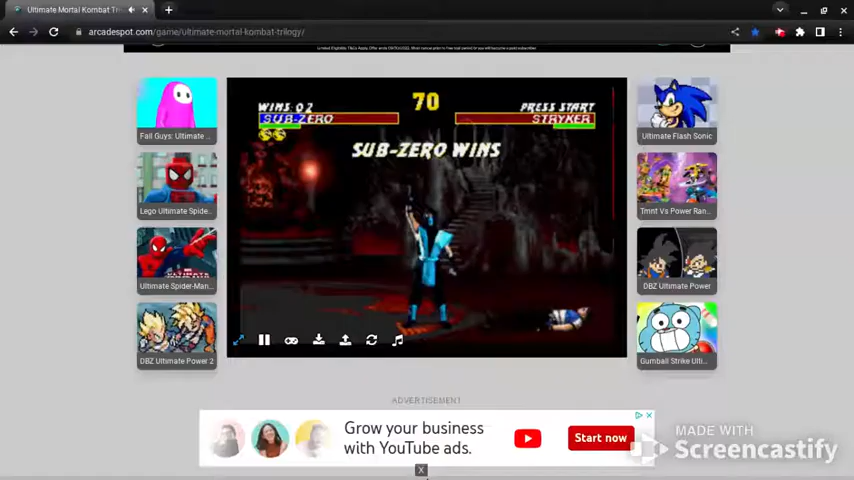 Ultimate Mortal Kombat Tri
arcadespot.com/game/ultimate-mortal-kombat-trilogy/
WINS: 02
70
PRESS START
SUB-ZERO
STRYKER
SUB-ZERO WINS
Fall Guys: Ultimate ...
Lego Ultimate Spide...
Ultimate Spider-Man...
DBZ Ultimate Power 2
Ultimate Flash Sonic
Tmnt Vs Power Ran...
DBZ Ultimate Power
Gumball Strike Ulti...
ADVERTISEMENT
Grow your business
with YouTube ads.
Start now
X
MADE WITH
Screencastify